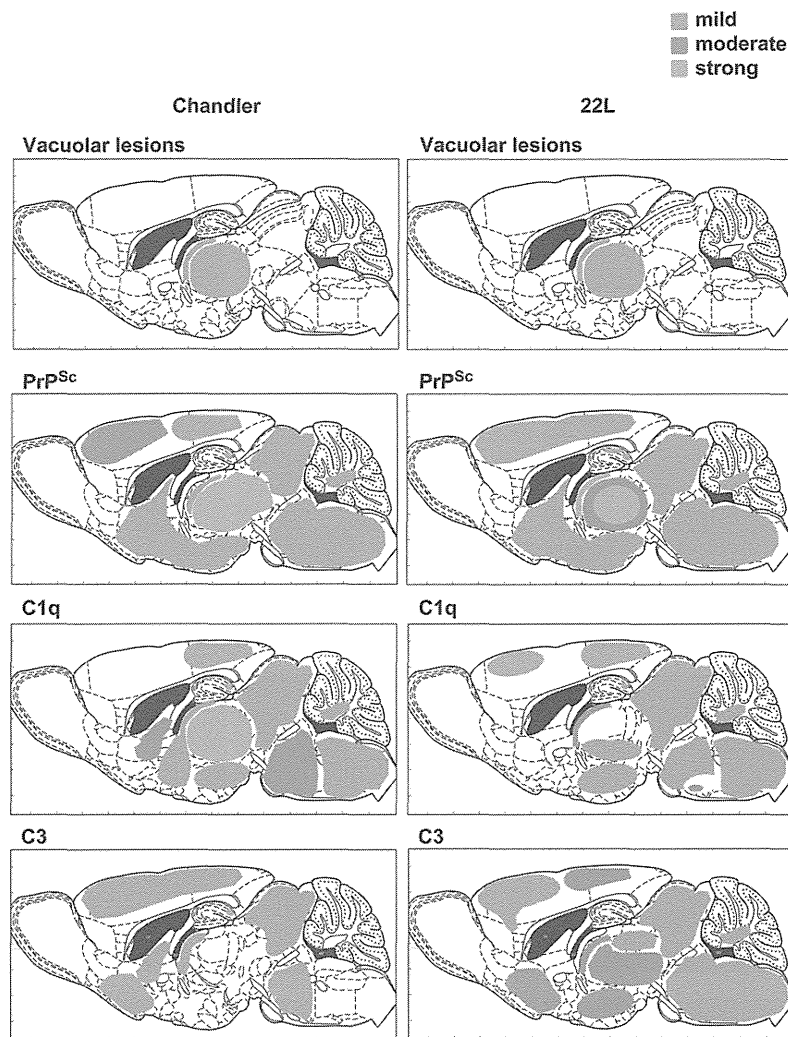 mild
moderate
strong
Chandler 22L
Vacuolar lesions Vacuolar lesions
PrPSc PrPSc
C1q C1q
C3 C3